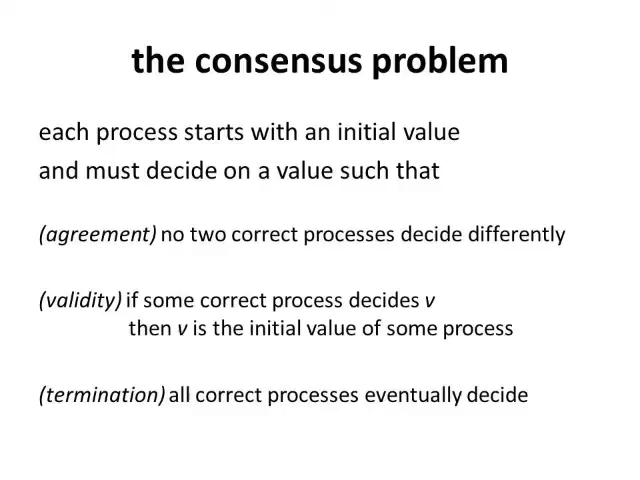 the consensus problem
each process starts with an initial value
and must decide on a value such that
(agreement) no two correct processes decide differently
(validity) if some correct process decides v
then v is the initial value of some process
(termination) all correct processes eventually decide